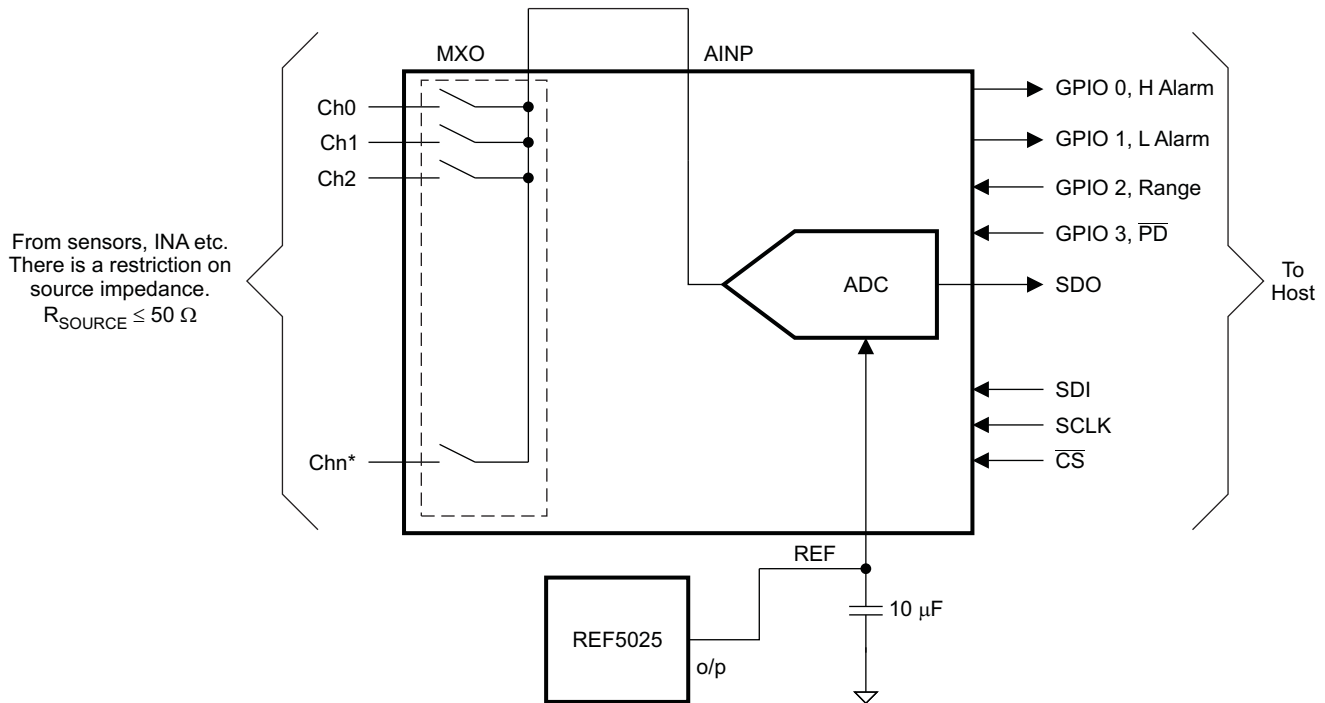 MXO
AINP
Ch0
Ch1
Ch2
Chn*
From sensors, INA etc.
There is a restriction on
source impedance.
R_SOURCE ≤ 50 Ω
ADC
GPIO 0, H Alarm
GPIO 1, L Alarm
GPIO 2, Range
GPIO 3, P̅D̅
SDO
SDI
SCLK
C̅S̅
To
Host
REF
10 μF
REF5025
o/p